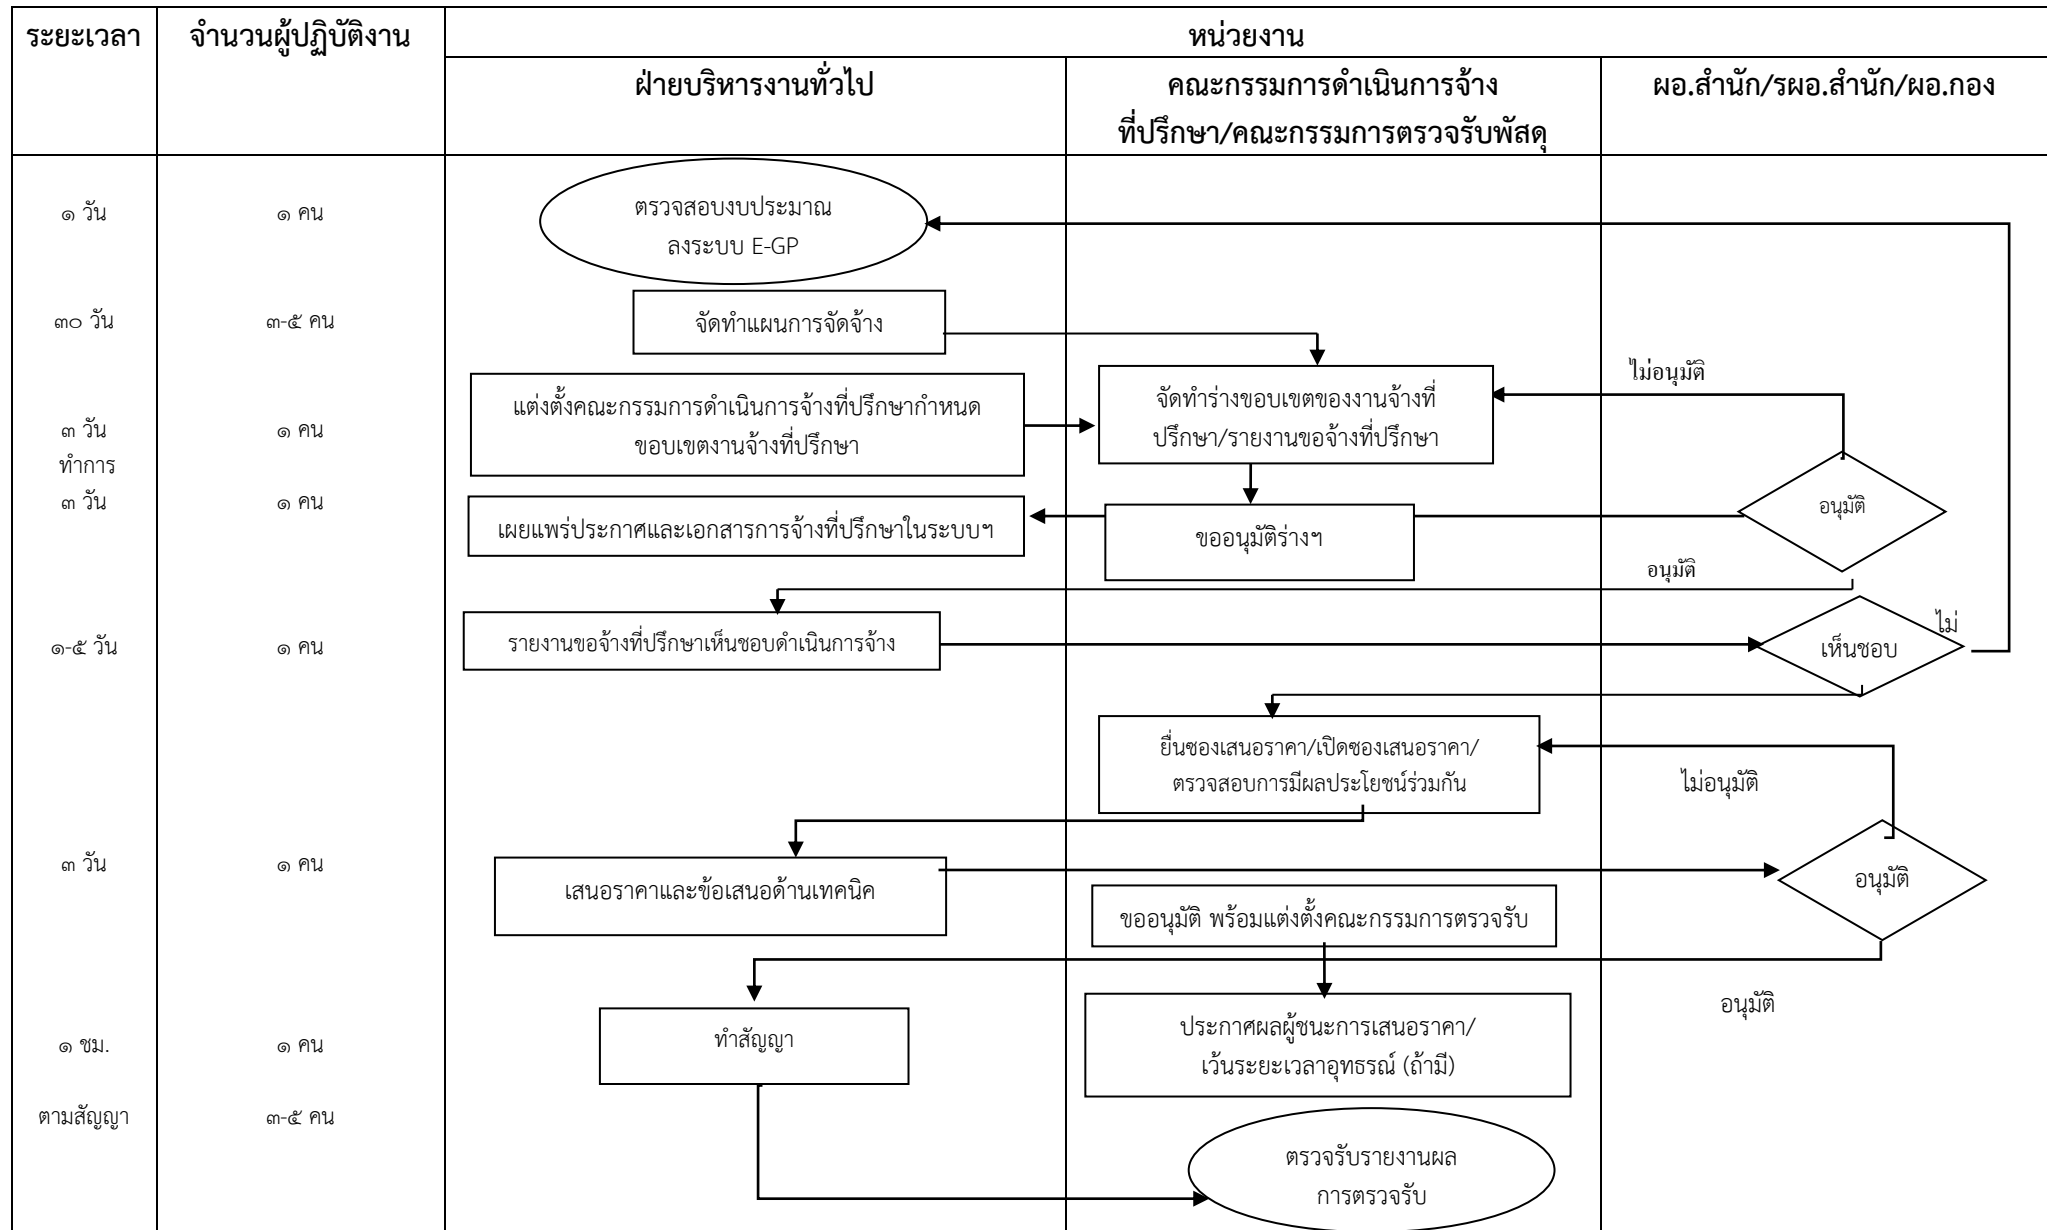 ระยะเวลา
จำนวนผู้ปฏิบัติงาน
หน่วยงาน
ฝ่ายบริหารงานทั่วไป
คณะกรรมการดำเนินการจ้าง
ที่ปรึกษา/คณะกรรมการตรวจรับพัสดุ
ผอ.สำนัก/รผอ.สำนัก/ผอ.กอง
๑ วัน
๑ คน
ตรวจสอบงบประมาณ
ลงระบบ E-GP
๓๐ วัน
๓-๕ คน
จัดทำแผนการจัดจ้าง
ไม่อนุมัติ
แต่งตั้งคณะกรรมการดำเนินการจ้างที่ปรึกษากำหนด
ขอบเขตงานจ้างที่ปรึกษา
จัดทำร่างขอบเขตของงานจ้างที่
ปรึกษา/รายงานขอจ้างที่ปรึกษา
๓ วัน
ทำการ
๑ คน
๓ วัน
๑ คน
เผยแพร่ประกาศและเอกสารการจ้างที่ปรึกษาในระบบฯ
ขออนุมัติร่างฯ
อนุมัติ
อนุมัติ
๑-๕ วัน
๑ คน
รายงานขอจ้างที่ปรึกษาเห็นชอบดำเนินการจ้าง
เห็นชอบ
ไม่
ยื่นซองเสนอราคา/เปิดซองเสนอราคา/
ตรวจสอบการมีผลประโยชน์ร่วมกัน
ไม่อนุมัติ
๓ วัน
๑ คน
เสนอราคาและข้อเสนอด้านเทคนิค
อนุมัติ
ขออนุมัติ พร้อมแต่งตั้งคณะกรรมการตรวจรับ
อนุมัติ
๑ ชม.
๑ คน
ทำสัญญา
ประกาศผลผู้ชนะการเสนอราคา/
เว้นระยะเวลาอุทธรณ์ (ถ้ามี)
ตามสัญญา
๓-๕ คน
ตรวจรับรายงานผล
การตรวจรับ